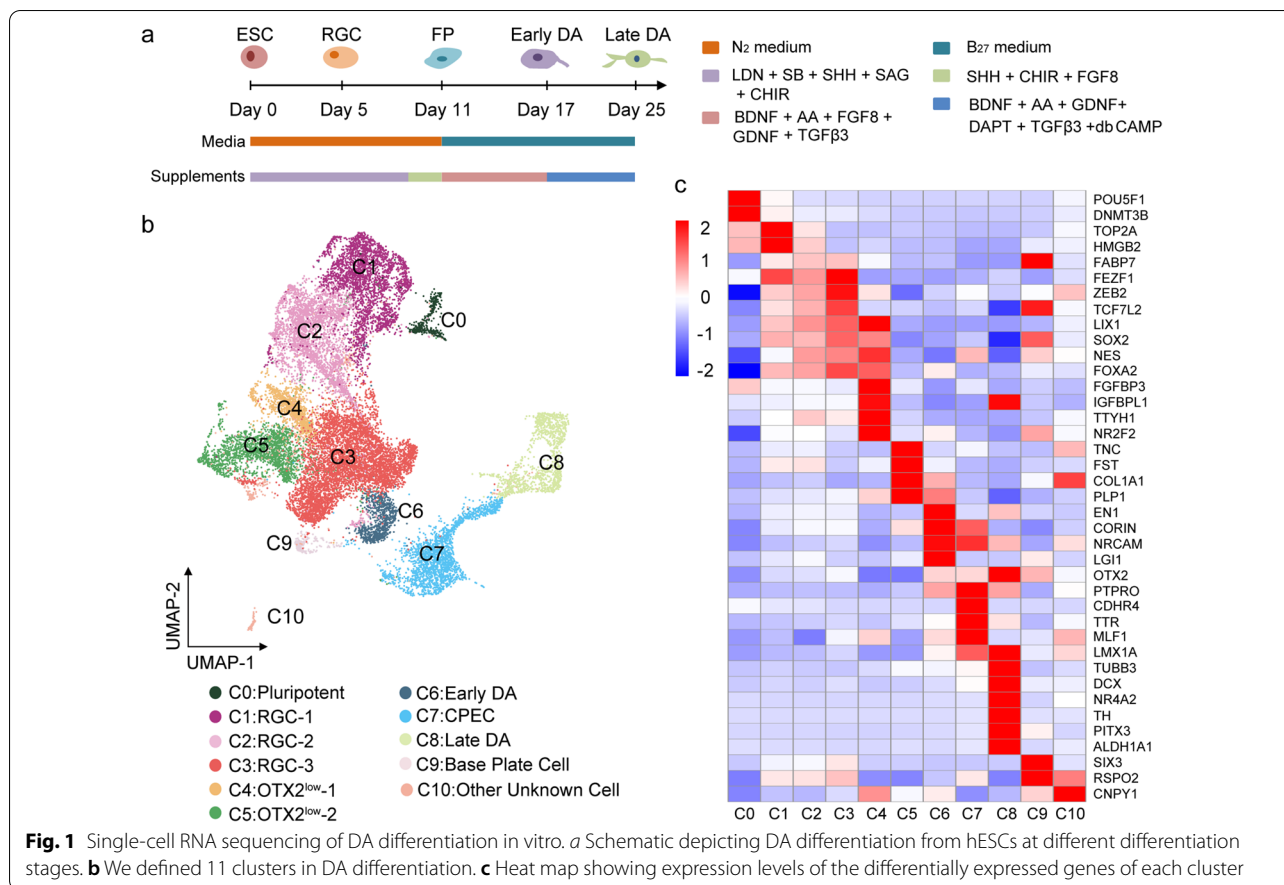 a
ESC RGC FP Early DA Late DA
Day 0 Day 5 Day 11 Day 17 Day 25
Media
Supplements
N2 medium
LDN + SB + SHH + SAG
+ CHIR
BDNF + AA + FGF8 +
GDNF + TGFβ3
B27 medium
SHH + CHIR + FGF8
BDNF + AA + GDNF+
DAPT + TGFβ3 +db CAMP
b
C1
C0
C2
C4
C5
C3
C8
C6
C9
C7
C10
UMAP-2
UMAP-1
C0:Pluripotent
C1:RGC-1
C2:RGC-2
C3:RGC-3
C4:OTX2low-1
C5:OTX2low-2
C6:Early DA
C7:CPEC
C8:Late DA
C9:Base Plate Cell
C10:Other Unknown Cell
c
2
1
0
-1
-2
POU5F1
DNMT3B
TOP2A
HMGB2
FABP7
FEZF1
ZEB2
TCF7L2
LIX1
SOX2
NES
FOXA2
FGFBP3
IGFBPL1
TTYH1
NR2F2
TNC
FST
COL1A1
PLP1
EN1
CORIN
NRCAM
LGI1
OTX2
PTPRO
CDHR4
TTR
MLF1
LMX1A
TUBB3
DCX
NR4A2
TH
PITX3
ALDH1A1
SIX3
RSPO2
CNPY1
C0 C1 C2 C3 C4 C5 C6 C7 C8 C9 C10
Fig. 1 Single-cell RNA sequencing of DA differentiation in vitro. a Schematic depicting DA differentiation from hESCs at different differentiation
stages. b We defined 11 clusters in DA differentiation. c Heat map showing expression levels of the differentially expressed genes of each cluster